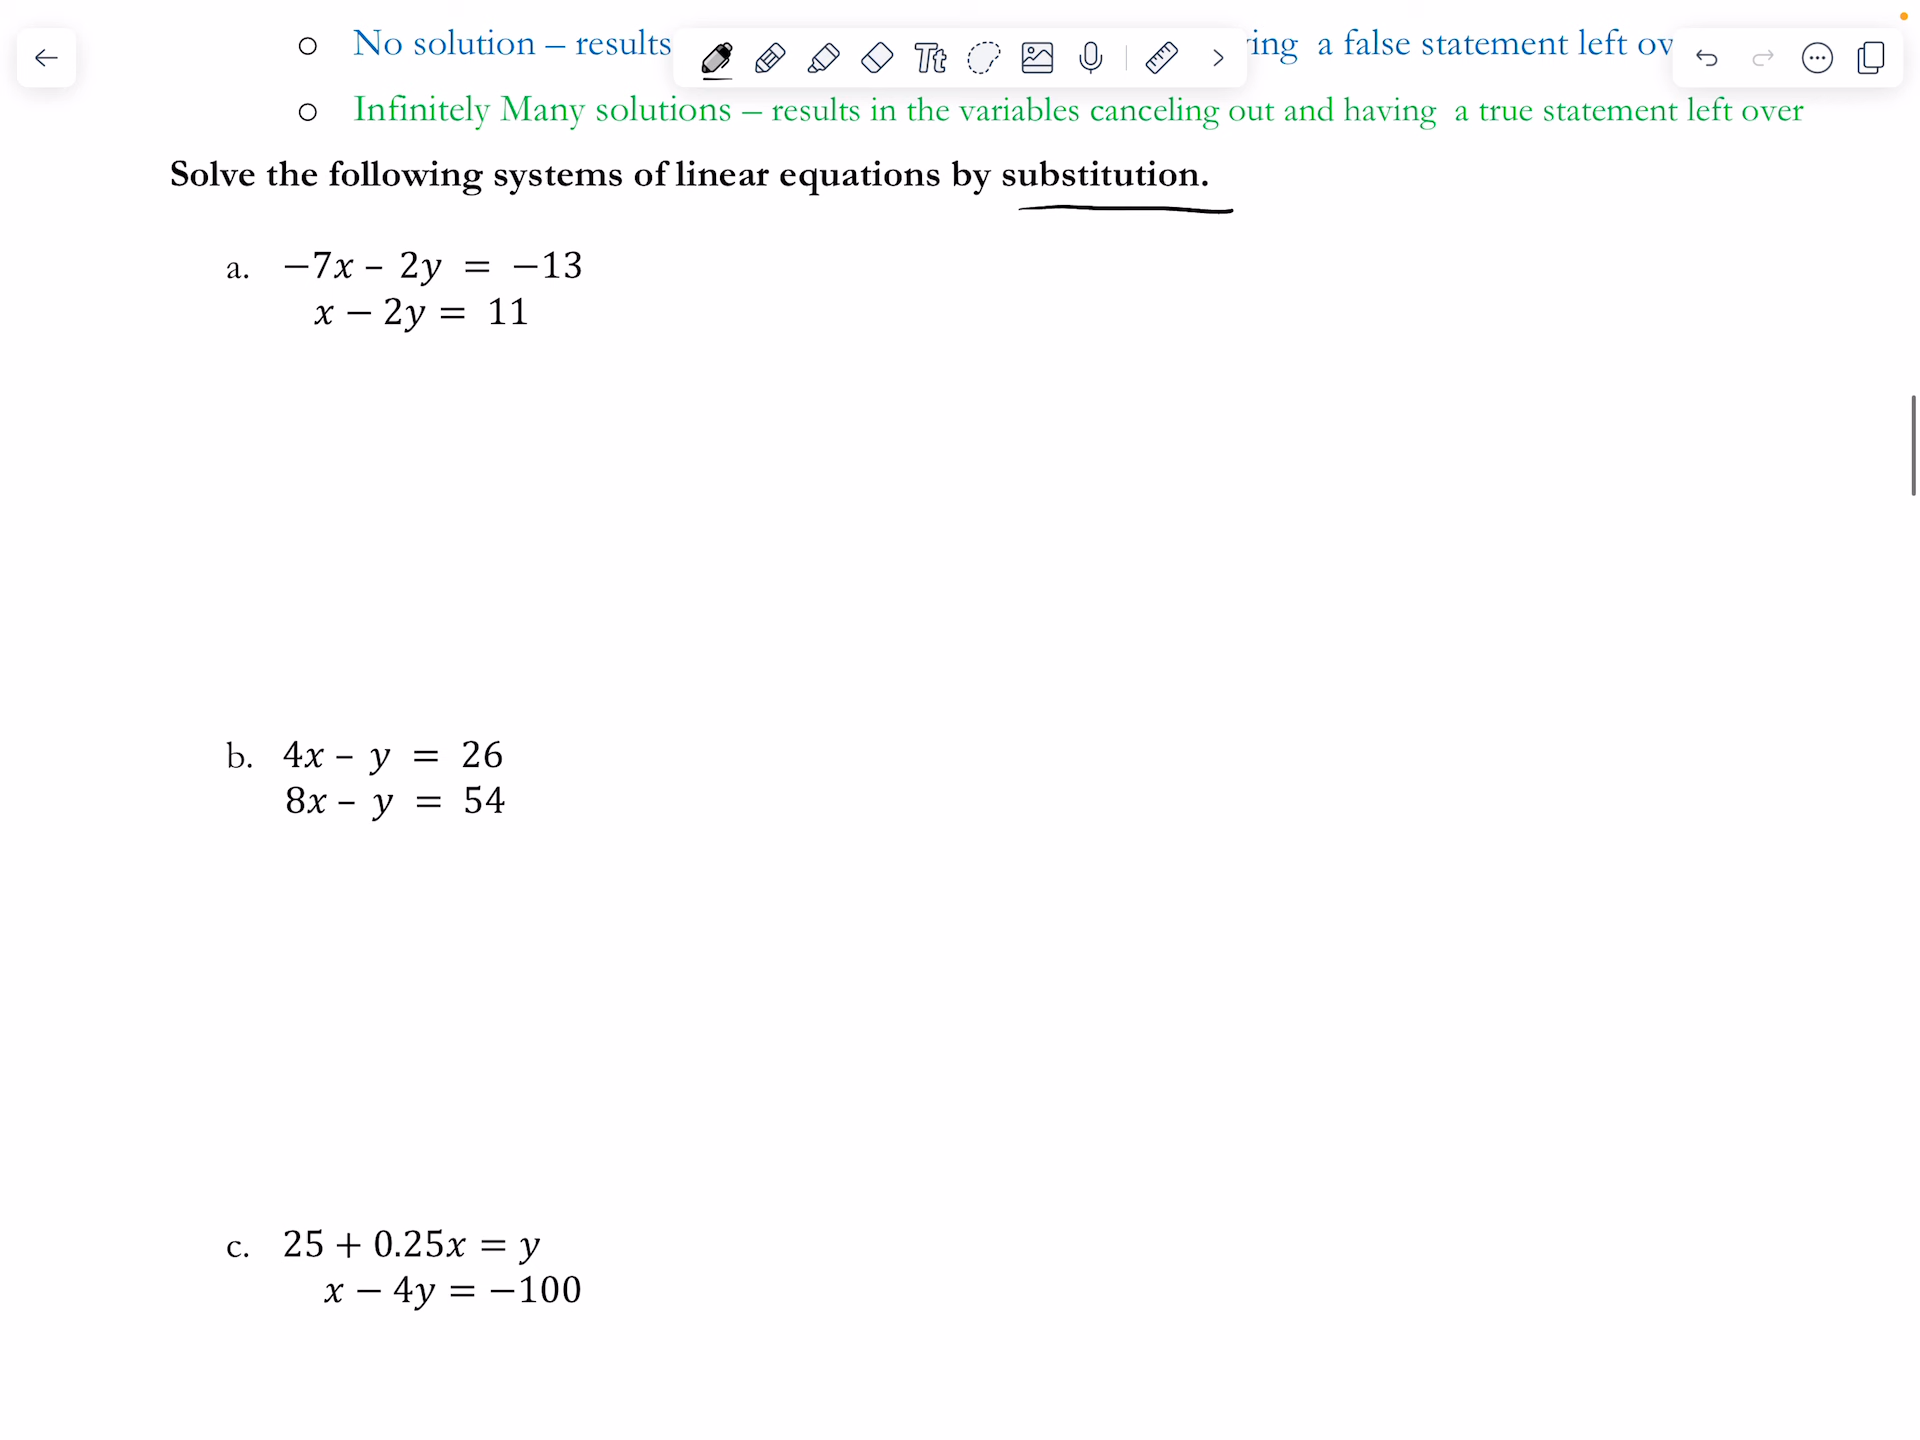 ○ No solution – results ing a false statement left ov
○ Infinitely Many solutions – results in the variables canceling out and having a true statement left over
Solve the following systems of linear equations by substitution.
a. −7x – 2y = −13
x − 2y = 11
b. 4x – y = 26
8x – y = 54
c. 25 + 0.25x = y
x − 4y = −100